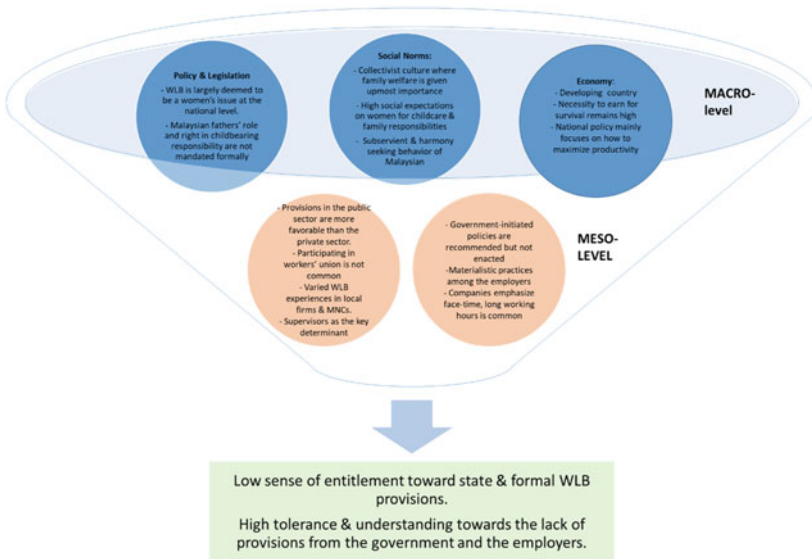 Policy & Legislation
- WLB is largely deemed to
be a women's issue at the
national level.
- Malaysian fathers' role
and right in childbearing
responsibility are not
mandated formally
Social Norms:
- Collectivist culture where
family welfare is given
upmost importance
- High social expectations
on women for childcare &
family responsibilities
- Subservient & harmony
seeking behavior of
Malaysian
Economy:
- Developing country
- Necessity to earn for
survival remains high
- National policy mainly
focuses on how to
maximize productivity
MACRO-
level
- Provisions in the public
sector are more
favorable than the
private sector.
- Participating in
workers' union is not
common
- Varied WLB
experiences in local
firms & MNCs.
- Supervisors as the key
determinant
- Government-initiated
policies are
recommended but not
enacted
-Materialistic practices
among the employers
- Companies emphasize
face-time, long working
hours is common
MESO-
LEVEL
Low sense of entitlement toward state & formal WLB
provisions.
High tolerance & understanding towards the lack of
provisions from the government and the employers.